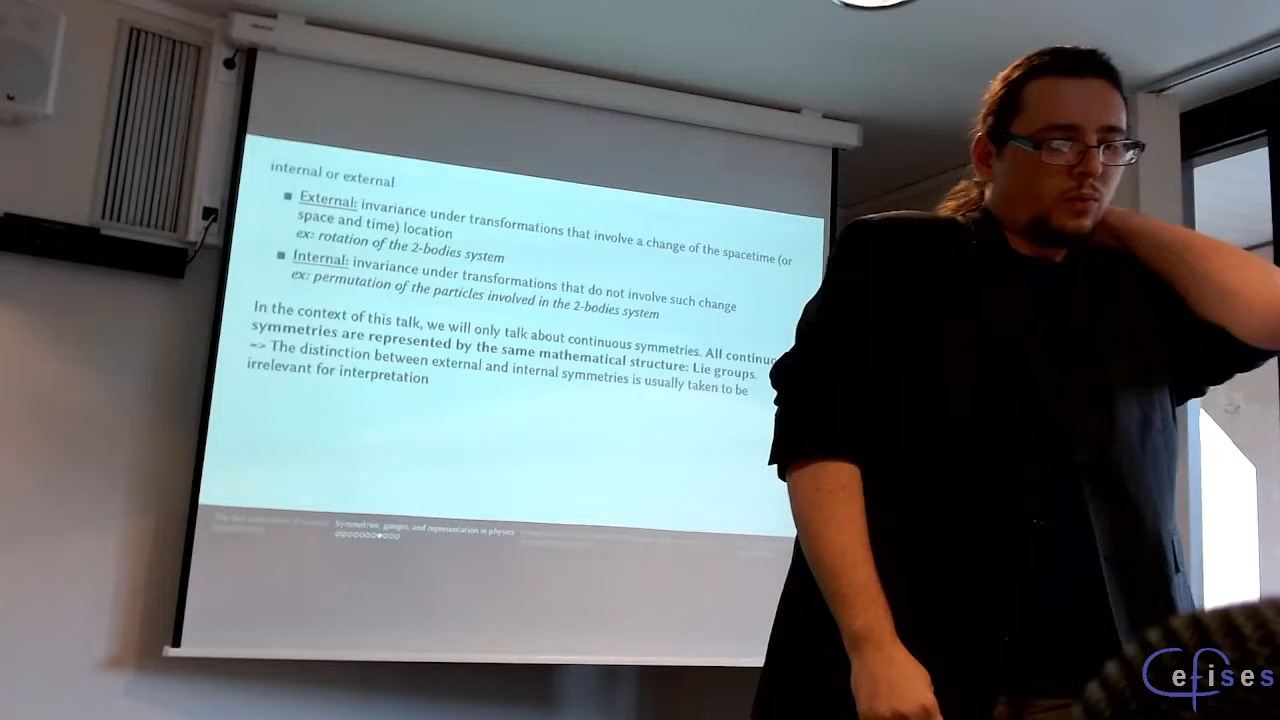 internal or external
External: invariance under transformations that involve a change of the spacetime (or
space and time) location
ex: rotation of the 2-bodies system
Internal: invariance under transformations that do not involve such change
ex: permutation of the particles involved in the 2-bodies system
In the context of this talk, we will only talk about continuous symmetries. All continuo
symmetries are represented by the same mathematical structure: Lie groups.
=> The distinction between external and internal symmetries is usually taken to be
irrelevant for interpretation
Symmetries, gauges, and representation in physics
Cefises